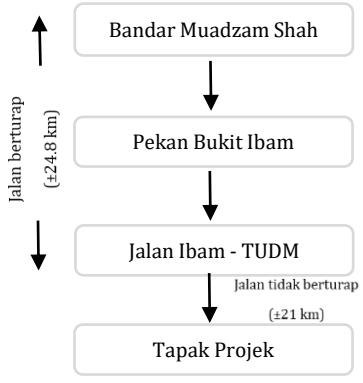 Bandar Muadzam Shah
Jalan berturap
(±24.8 km)
Pekan Bukit Ibam
Jalan Ibam - TUDM
Jalan tidak berturap
(±21 km)
Tapak Projek